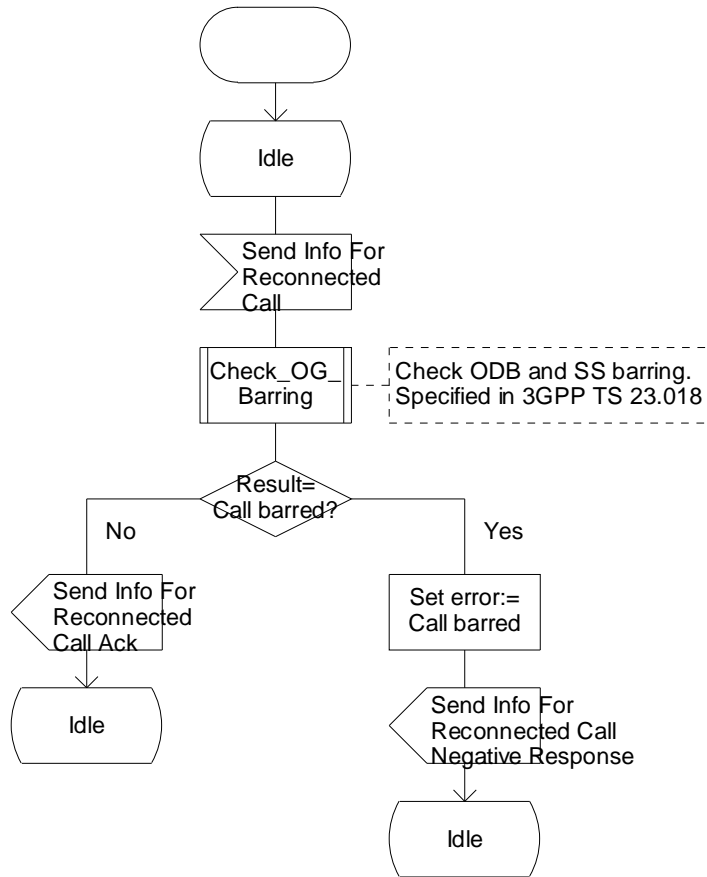 Idle
Send Info For
Reconnected
Call
Check_OG_
Barring
Check ODB and SS barring.
Specified in 3GPP TS 23.018
Result=
Call barred?
No
Yes
Send Info For
Reconnected
Call Ack
Set error:=
Call barred
Idle
Send Info For
Reconnected Call
Negative Response
Idle